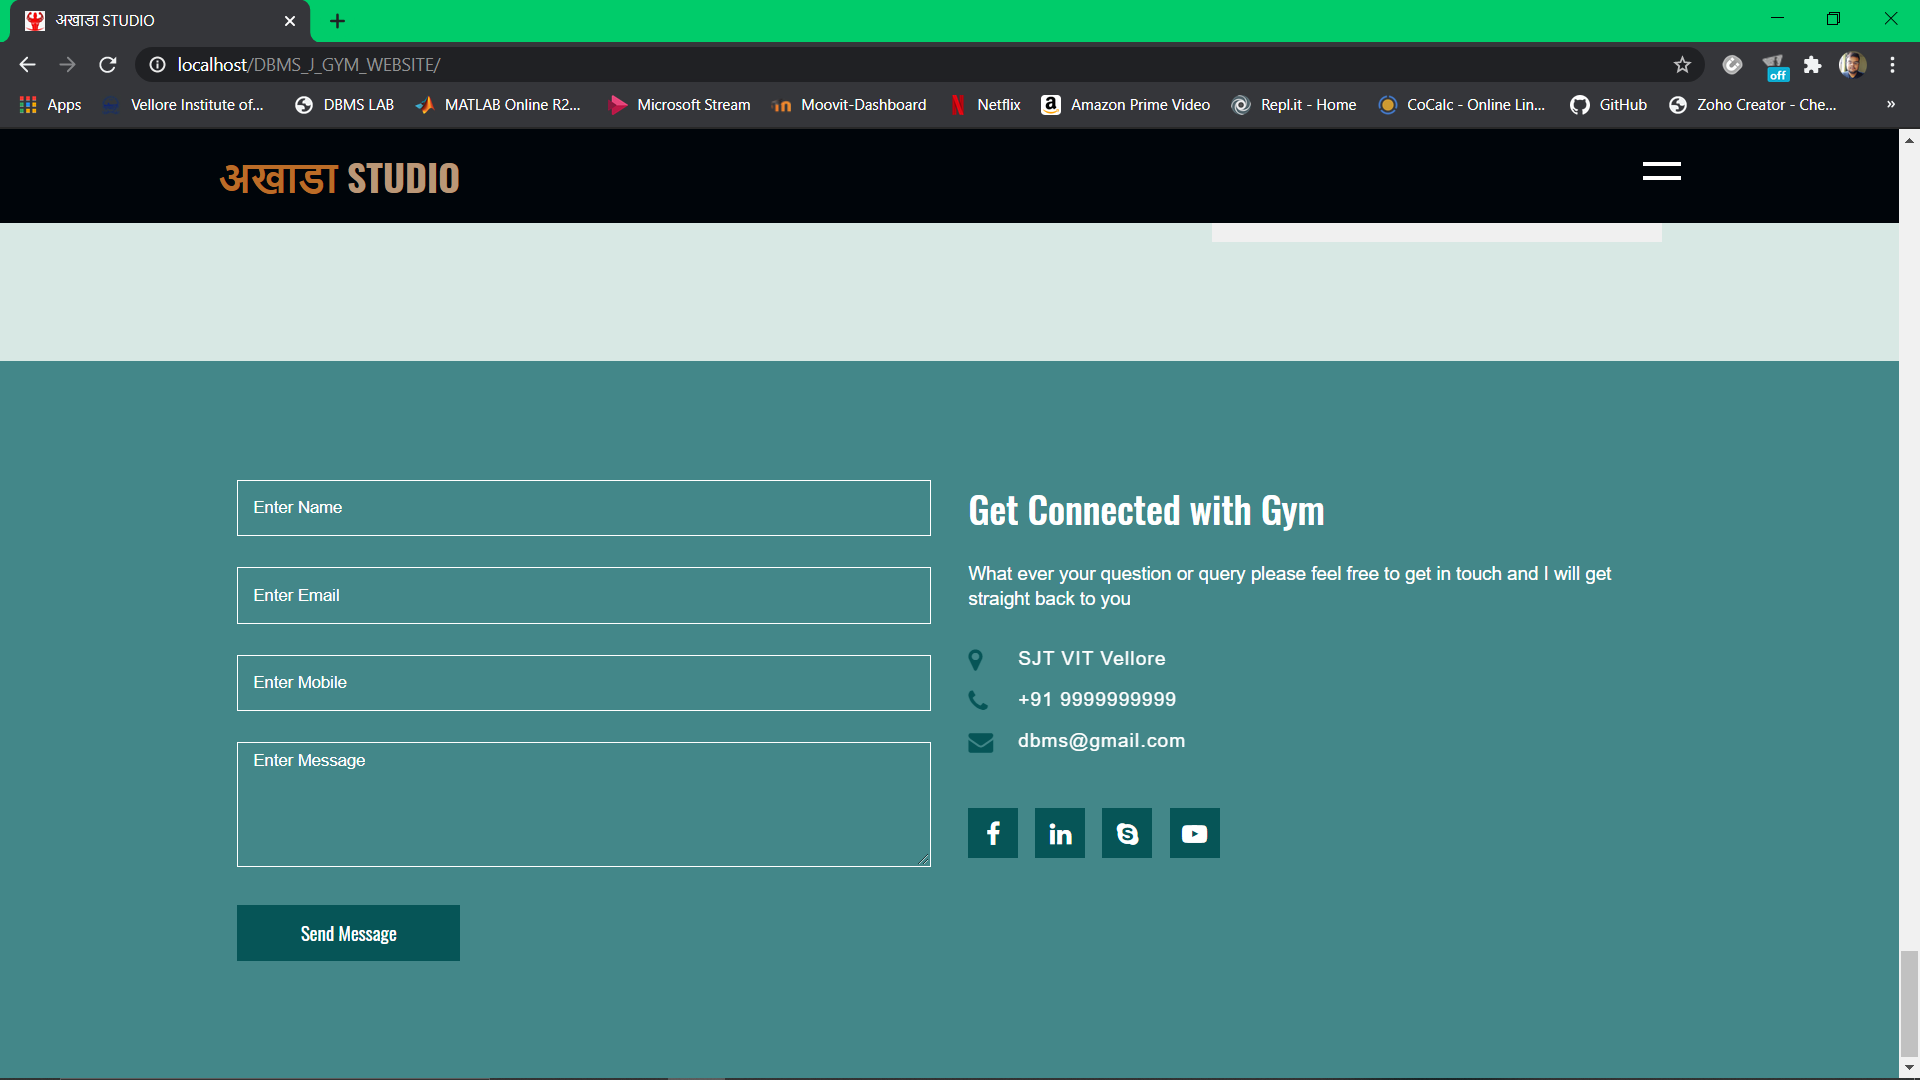 अखाडा STUDIO
localhost/DBMS_J_GYM_WEBSITE/
off
Apps
Vellore Institute of...
DBMS LAB
MATLAB Online R2...
Microsoft Stream
Moovit-Dashboard
Netflix
Amazon Prime Video
Repl.it - Home
CoCalc - Online Lin...
GitHub
Zoho Creator - Che...
»
अखाडा STUDIO
Enter Name
Enter Email
Enter Mobile
Enter Message
Send Message
Get Connected with Gym
What ever your question or query please feel free to get in touch and I will get
straight back to you
SJT VIT Vellore
+91 9999999999
dbms@gmail.com